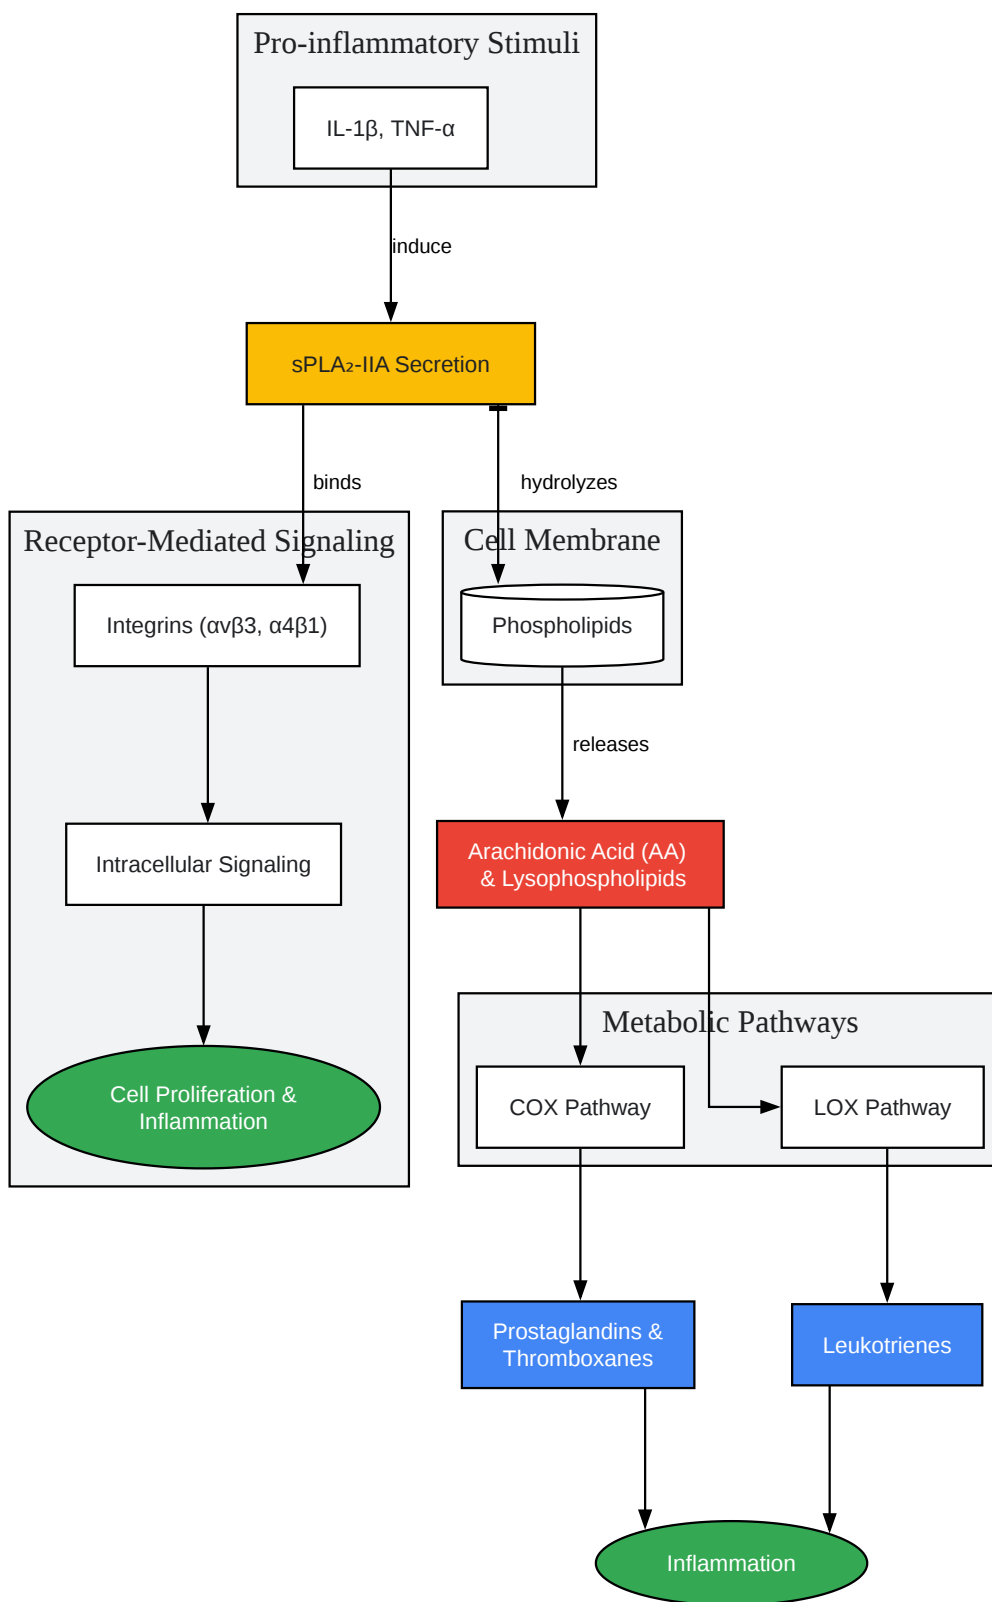 Pro-inflammatory Stimuli
IL-1β, TNF-α
induce
sPLA₂-IIA Secretion
binds
hydrolyzes
Receptor-Mediated Signaling
Cell Membrane
Integrins (αvβ3, α4β1)
Phospholipids
releases
Intracellular Signaling
Arachidonic Acid (AA)
& Lysophospholipids
Metabolic Pathways
Cell Proliferation &
Inflammation
COX Pathway
LOX Pathway
Prostaglandins &
Thromboxanes
Leukotrienes
Inflammation